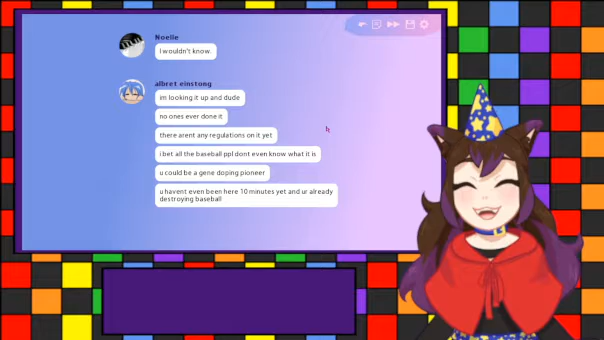 Noelle
I wouldn't know.
albret einstong
im looking it up and dude
no ones ever done it
there arent any regulations on it yet
i bet all the baseball ppl dont even know what it is
u could be a gene doping pioneer
u havent even been here 10 minutes yet and ur already
destroying baseball